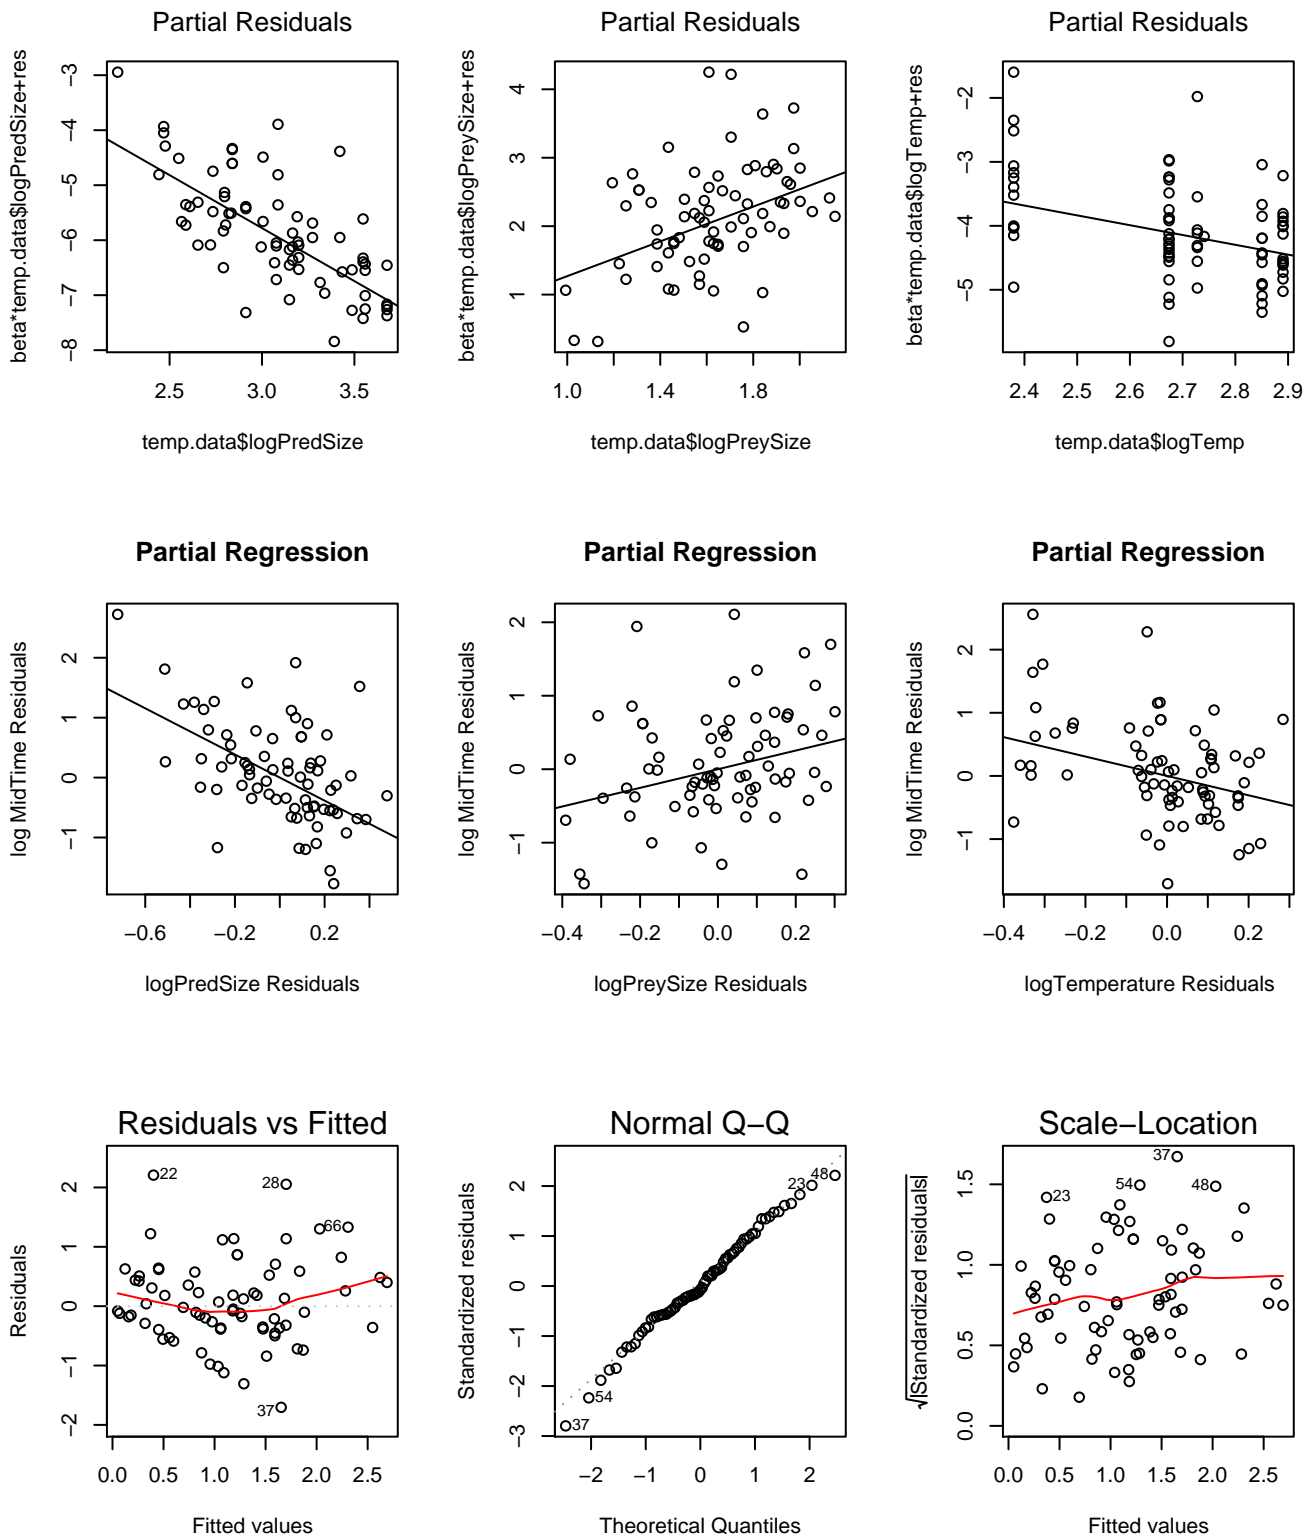 Partial Residuals
Partial Residuals
Partial Residuals
beta*temp.data$logPredSize+res
−3
−4
−5
−6
−7
−8
2.5 3.0 3.5
temp.data$logPredSize
beta*temp.data$logPreySize+res
4
3
2
1
1.0 1.4 1.8
temp.data$logPreySize
beta*temp.data$logTemp+res
−2
−3
−4
−5
2.4 2.5 2.6 2.7 2.8 2.9
temp.data$logTemp
Partial Regression
Partial Regression
Partial Regression
log MidTime Residuals
2
1
0
−1
−0.6 −0.2 0.2
logPredSize Residuals
log MidTime Residuals
2
1
0
−1
−0.4 0.0 0.2
logPreySize Residuals
log MidTime Residuals
2
1
0
−1
−0.4 0.0 0.2
logTemperature Residuals
Residuals vs Fitted
Normal Q−Q
Scale−Location
Residuals
2
1
0
−1
−2
22
28
66
37
0.0 0.5 1.0 1.5 2.0 2.5
Fitted values
Standardized residuals
2
1
0
−1
−2
−3
23
48
54
37
−2 −1 0 1 2
Theoretical Quantiles
√|Standardized residuals|
1.5
1.0
0.5
0.0
37
54
48
23
0.0 0.5 1.0 1.5 2.0 2.5
Fitted values